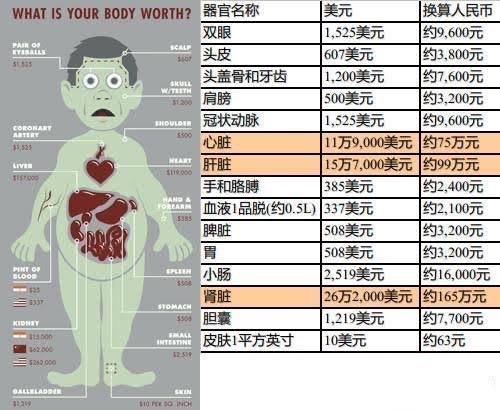 WHAT IS YOUR BODY WORTH?
PAIR OF
EYEBALLS
$1,525
SCALP
$607
SKULL
W/TEETH
$1,200
SHOULDER
$500
CORONARY
ARTERY
$1,525
LIVER
$157,000
HEART
$119,000
HAND &
FOREARM
$385
PINT OF
BLOOD
$25
$337
SPLEEN
$508
STOMACH
$508
KIDNEY
$15,000
$62,000
$262,000
SMALL
INTESTINE
$2,519
GALLBLADDER
$1,219
SKIN
$10 PER SQ. INCH
器官名称 美元 换算人民币
双眼 1,525美元 约9,600元
头皮 607美元 约3,800元
头盖骨和牙齿 1,200美元 约7,600元
肩膀 500美元 约3,200元
冠状动脉 1,525美元 约9,600元
心脏 11万9,000美元 约75万元
肝脏 15万7,000美元 约99万元
手和胳膊 385美元 约2,400元
血液1品脱(约0.5L) 337美元 约2,100元
脾脏 508美元 约3,200元
胃 508美元 约3,200元
小肠 2,519美元 约16,000元
肾脏 26万2,000美元 约165万元
胆囊 1,219美元 约7,700元
皮肤1平方英寸 10美元 约63元